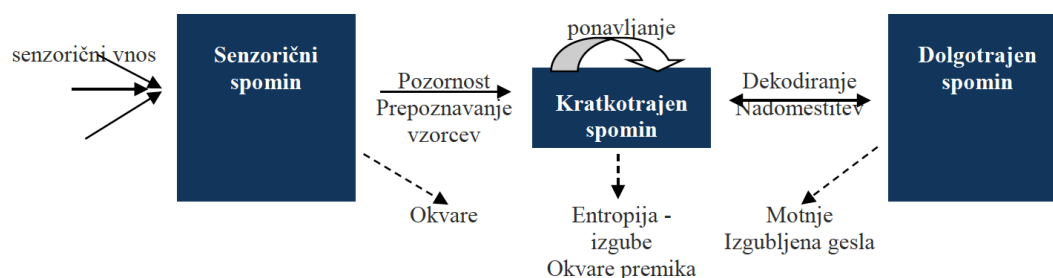 senzorični vnos
Senzorični
spomin
Pozornost
Prepoznavanje
vzorcev
ponavljanje
Kratkotrajen
spomin
Dekodiranje
Nadomestitev
Dolgotrajen
spomin
Okvare
Entropija -
izgube
Okvare premika
Motnje
Izgubljena gesla